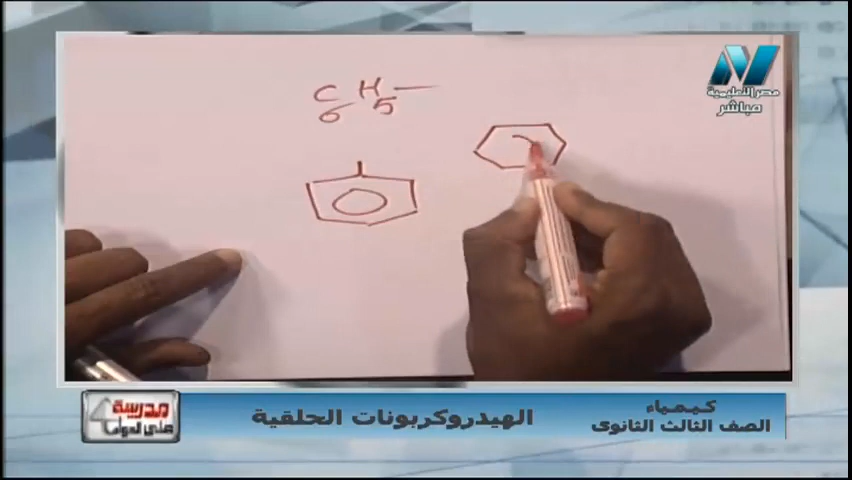 C6H5—
مصر التعليمية
مباشر
مدرسة
على الهواء
الهيدروكربونات الحلقية
كيمياء
الصف الثالث الثانوى